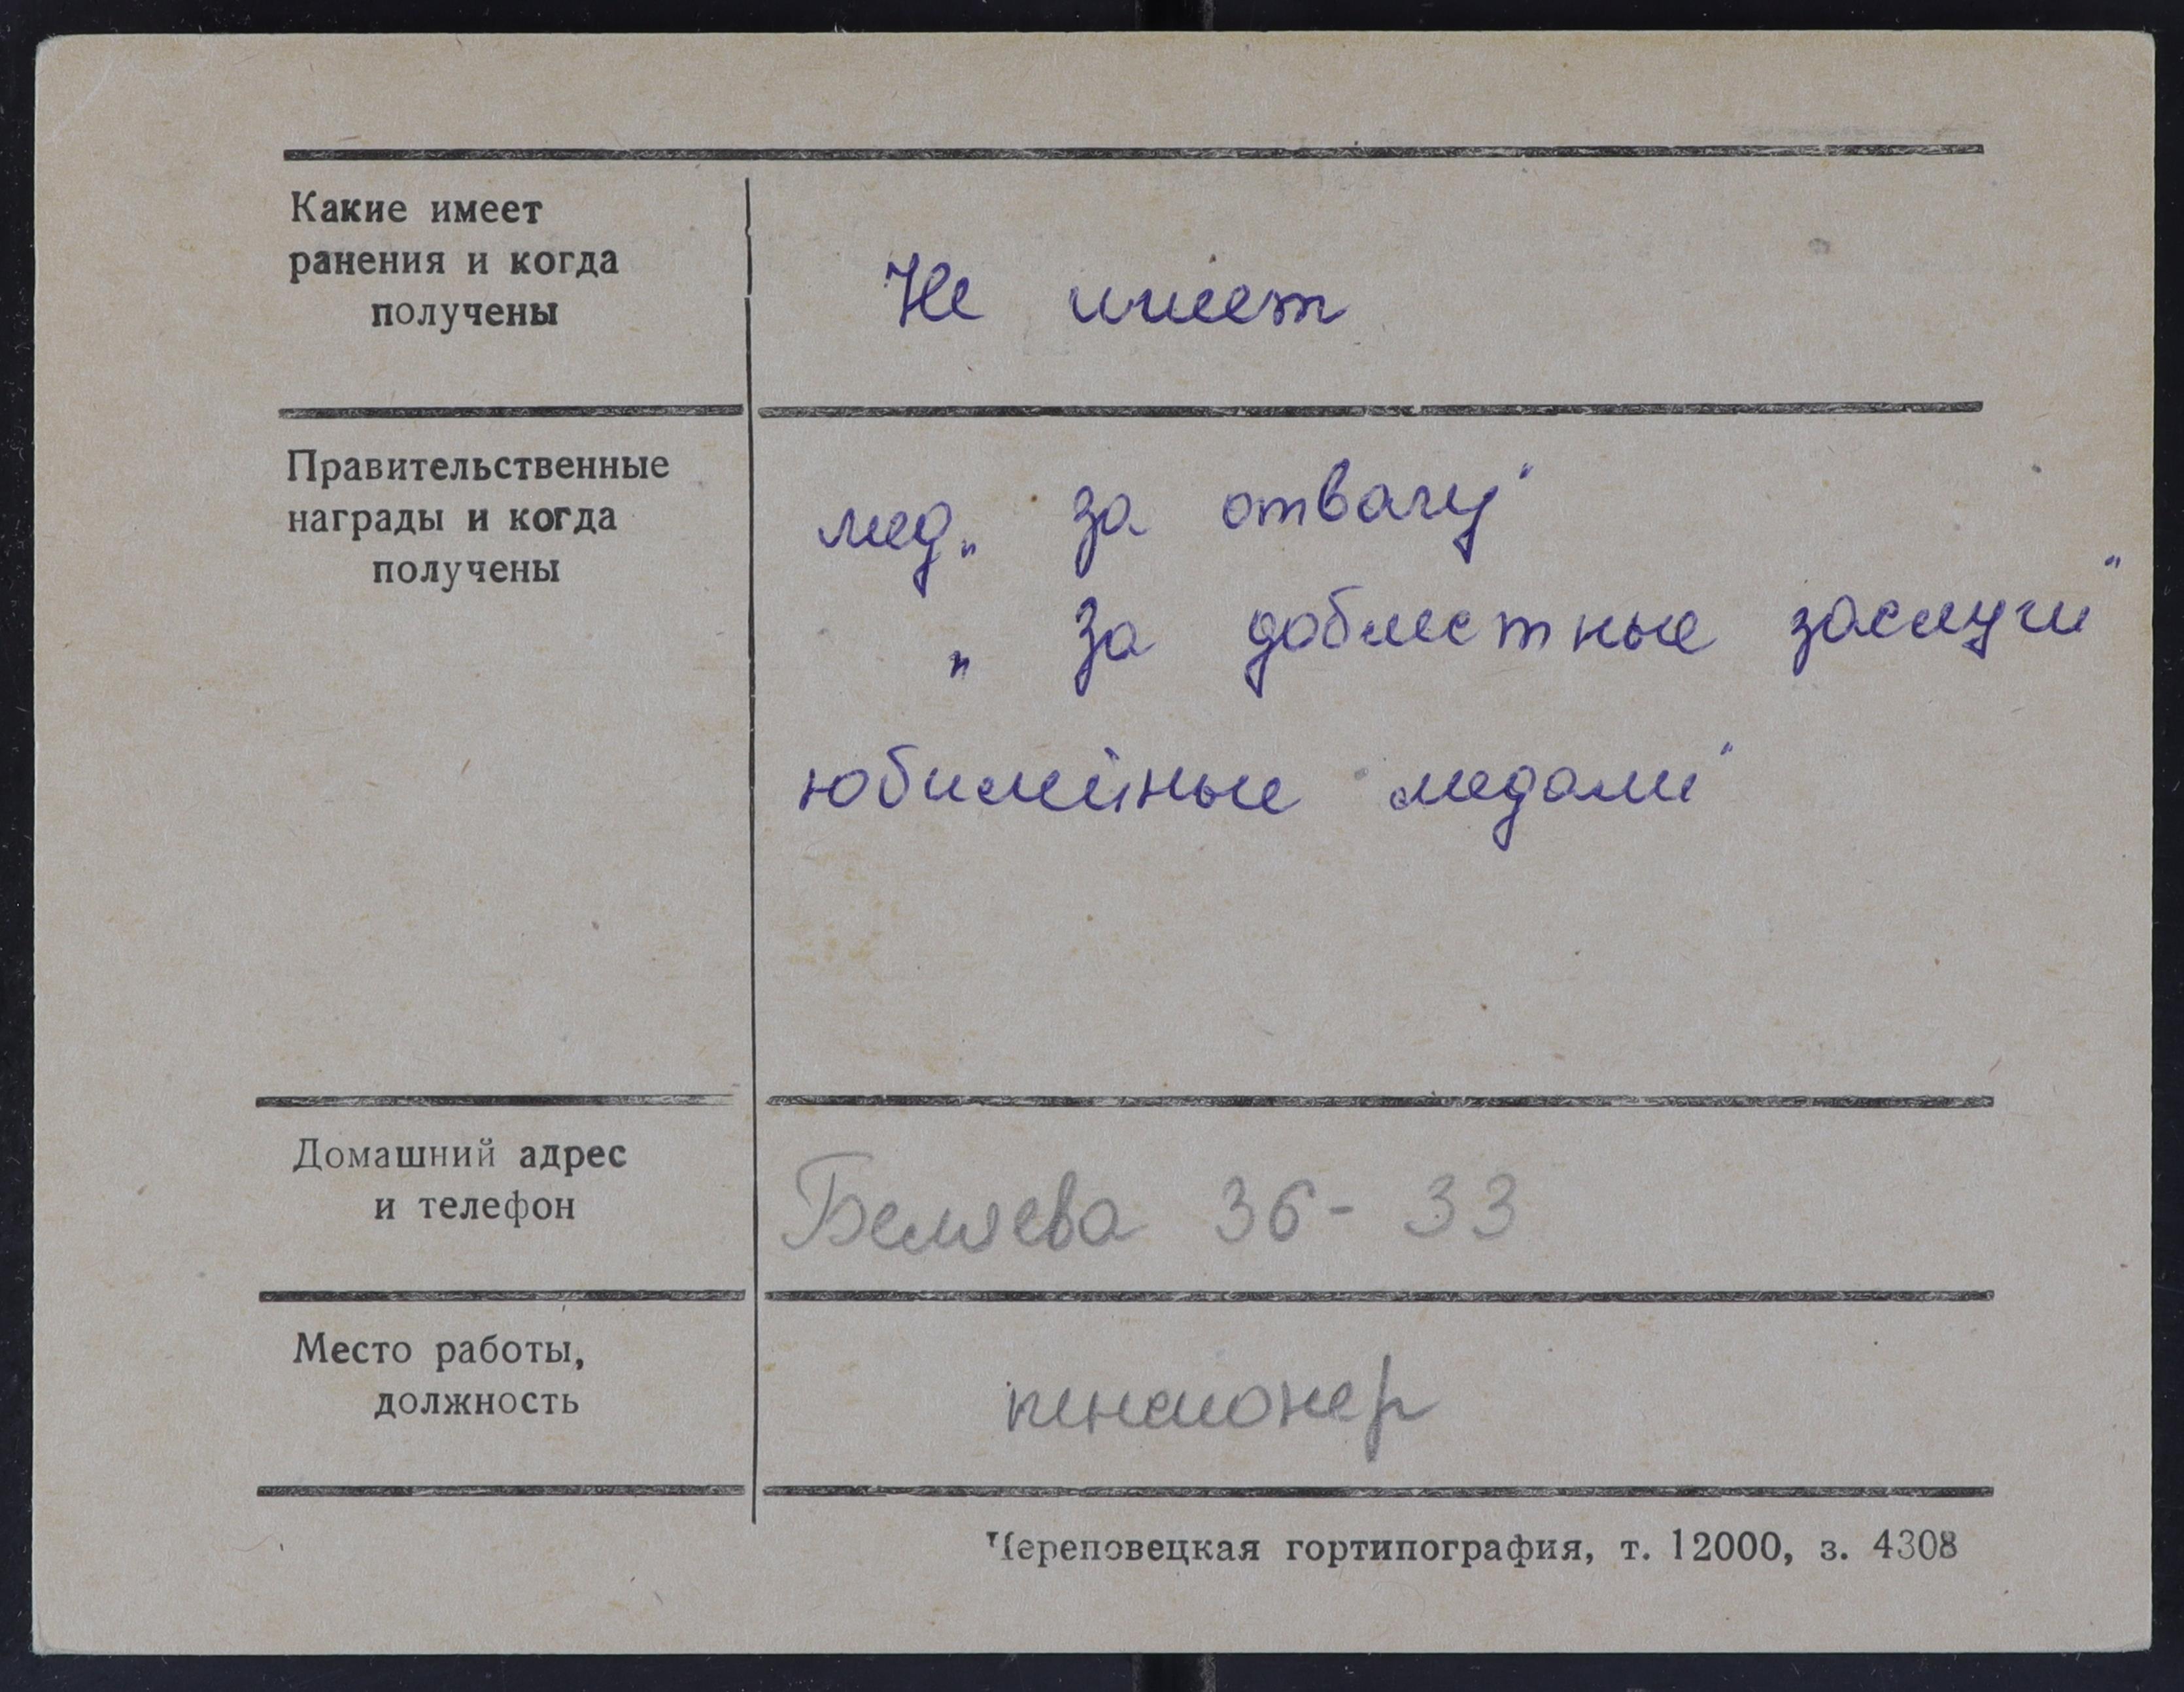 Какие имеет
ранения и когда
получены
Не имеет
Правительственные
награды и когда
получены
мед. „ За отвагу"
„ За доблестные заслуги"
юбилейные медали"
Домашний адрес
и телефон
Беляева 36- 33
Место работы,
должность
пенсионер
Череповецкая гортипография, т. 12000, з. 4308